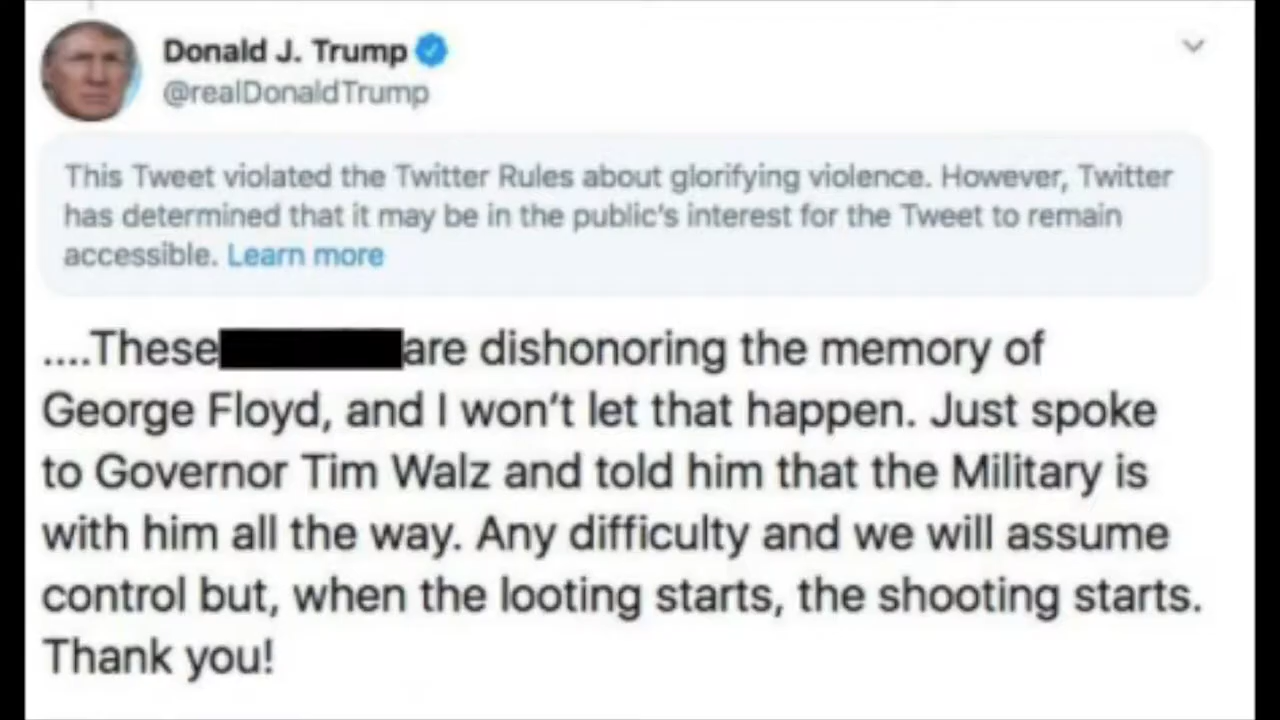 Donald J. Trump
@realDonaldTrump
This Tweet violated the Twitter Rules about glorifying violence. However, Twitter
has determined that it may be in the public's interest for the Tweet to remain
accessible. Learn more
....These are dishonoring the memory of
George Floyd, and I won't let that happen. Just spoke
to Governor Tim Walz and told him that the Military is
with him all the way. Any difficulty and we will assume
control but, when the looting starts, the shooting starts.
Thank you!